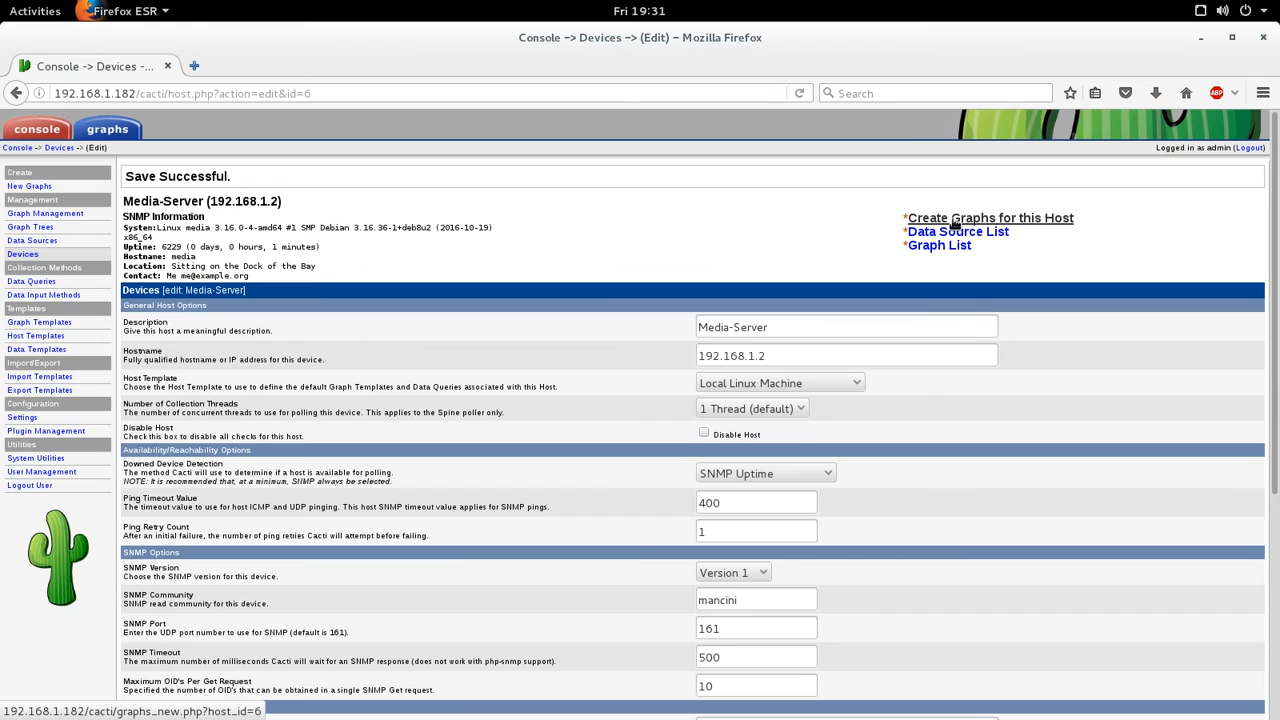 Activities Firefox ESR Fri 19:31
Console -> Devices -> (Edit) – Mozilla Firefox
Console -> Devices -...
192.168.1.182/cacti/host.php?action=edit&id=6 Search ABP
console graphs
Console -> Devices -> (Edit) Logged in as admin (Logout)
Create
New Graphs
Management
Graph Management
Graph Trees
Data Sources
Devices
Collection Methods
Data Queries
Data Input Methods
Templates
Graph Templates
Host Templates
Data Templates
Import/Export
Import Templates
Export Templates
Configuration
Settings
Plugin Management
Utilities
System Utilities
User Management
Logout User
Save Successful.
Media-Server (192.168.1.2)
SNMP Information
System:Linux media 3.16.0-4-amd64 #1 SMP Debian 3.16.36-1+deb8u2 (2016-10-19)
x86_64
Uptime: 6229 (0 days, 0 hours, 1 minutes)
Hostname: media
Location: Sitting on the Dock of the Bay
Contact: Me me@example.org
*Create Graphs for this Host
*Data Source List
*Graph List
Devices [edit: Media-Server]
General Host Options
Description
Give this host a meaningful description.
Media-Server
Hostname
Fully qualified hostname or IP address for this device.
192.168.1.2
Host Template
Choose the Host Template to use to define the default Graph Templates and Data Queries associated with this Host.
Local Linux Machine
Number of Collection Threads
The number of concurrent threads to use for polling this device. This applies to the Spine poller only.
1 Thread (default)
Disable Host
Check this box to disable all checks for this host.
Disable Host
Availability/Reachability Options
Downed Device Detection
The method Cacti will use to determine if a host is available for polling.
NOTE: It is recommended that, at a minimum, SNMP always be selected.
SNMP Uptime
Ping Timeout Value
The timeout value to use for host ICMP and UDP pinging. This host SNMP timeout value applies for SNMP pings.
400
Ping Retry Count
After an initial failure, the number of ping retries Cacti will attempt before failing.
1
SNMP Options
SNMP Version
Choose the SNMP version for this device.
Version 1
SNMP Community
SNMP read community for this device.
mancini
SNMP Port
Enter the UDP port number to use for SNMP (default is 161).
161
SNMP Timeout
The maximum number of milliseconds Cacti will wait for an SNMP response (does not work with php-snmp support).
500
Maximum OID's Per Get Request
Specified the number of OID's that can be obtained in a single SNMP Get request.
10
192.168.1.182/cacti/graphs_new.php?host_id=6